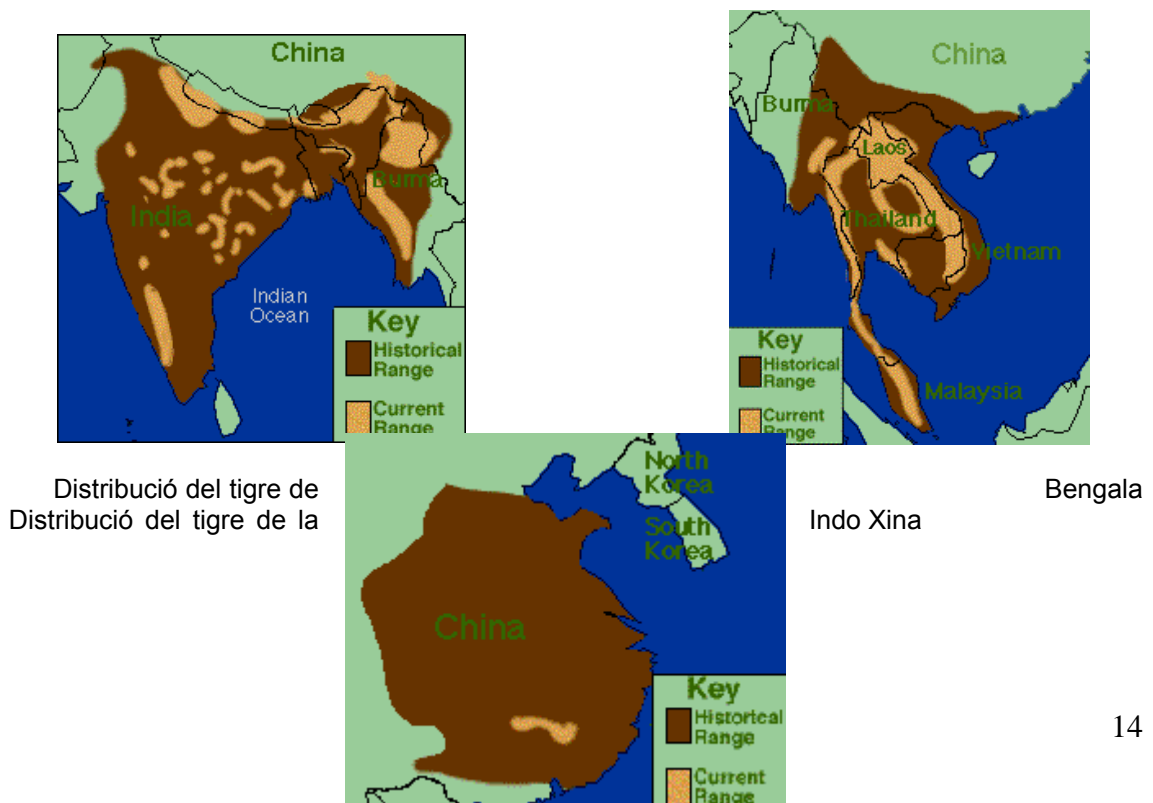 China
Burma
India
Indian
Ocean
Key
Historical
Range
Current
Range
China
Burma
Laos
Thailand
Vietnam
Malaysia
Key
Historical
Range
Current
Range
Distribució del tigre de Bengala
Distribució del tigre de la Indo Xina
North
Korea
South
Korea
China
Key
Historical
Range
Current
Range
14